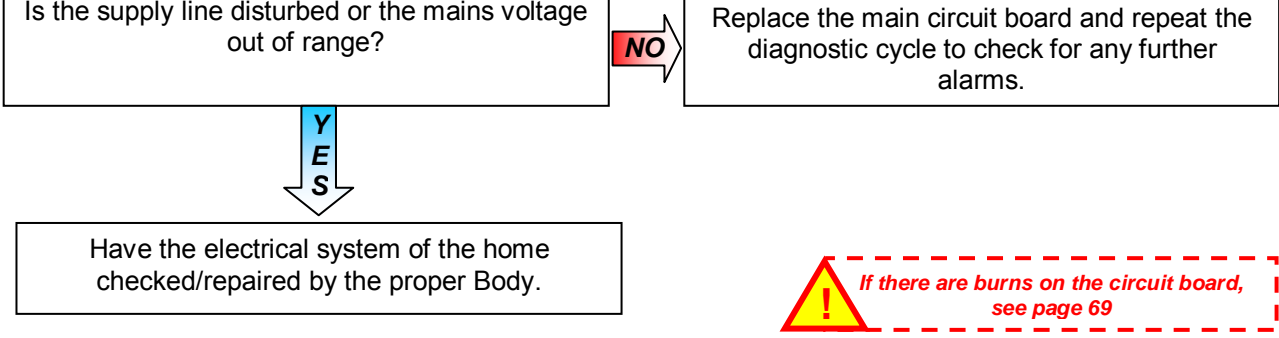 Is the supply line disturbed or the mains voltage
out of range?
NO
Replace the main circuit board and repeat the
diagnostic cycle to check for any further
alarms.
YES
Have the electrical system of the home
checked/repaired by the proper Body.
!
If there are burns on the circuit board,
see page 69